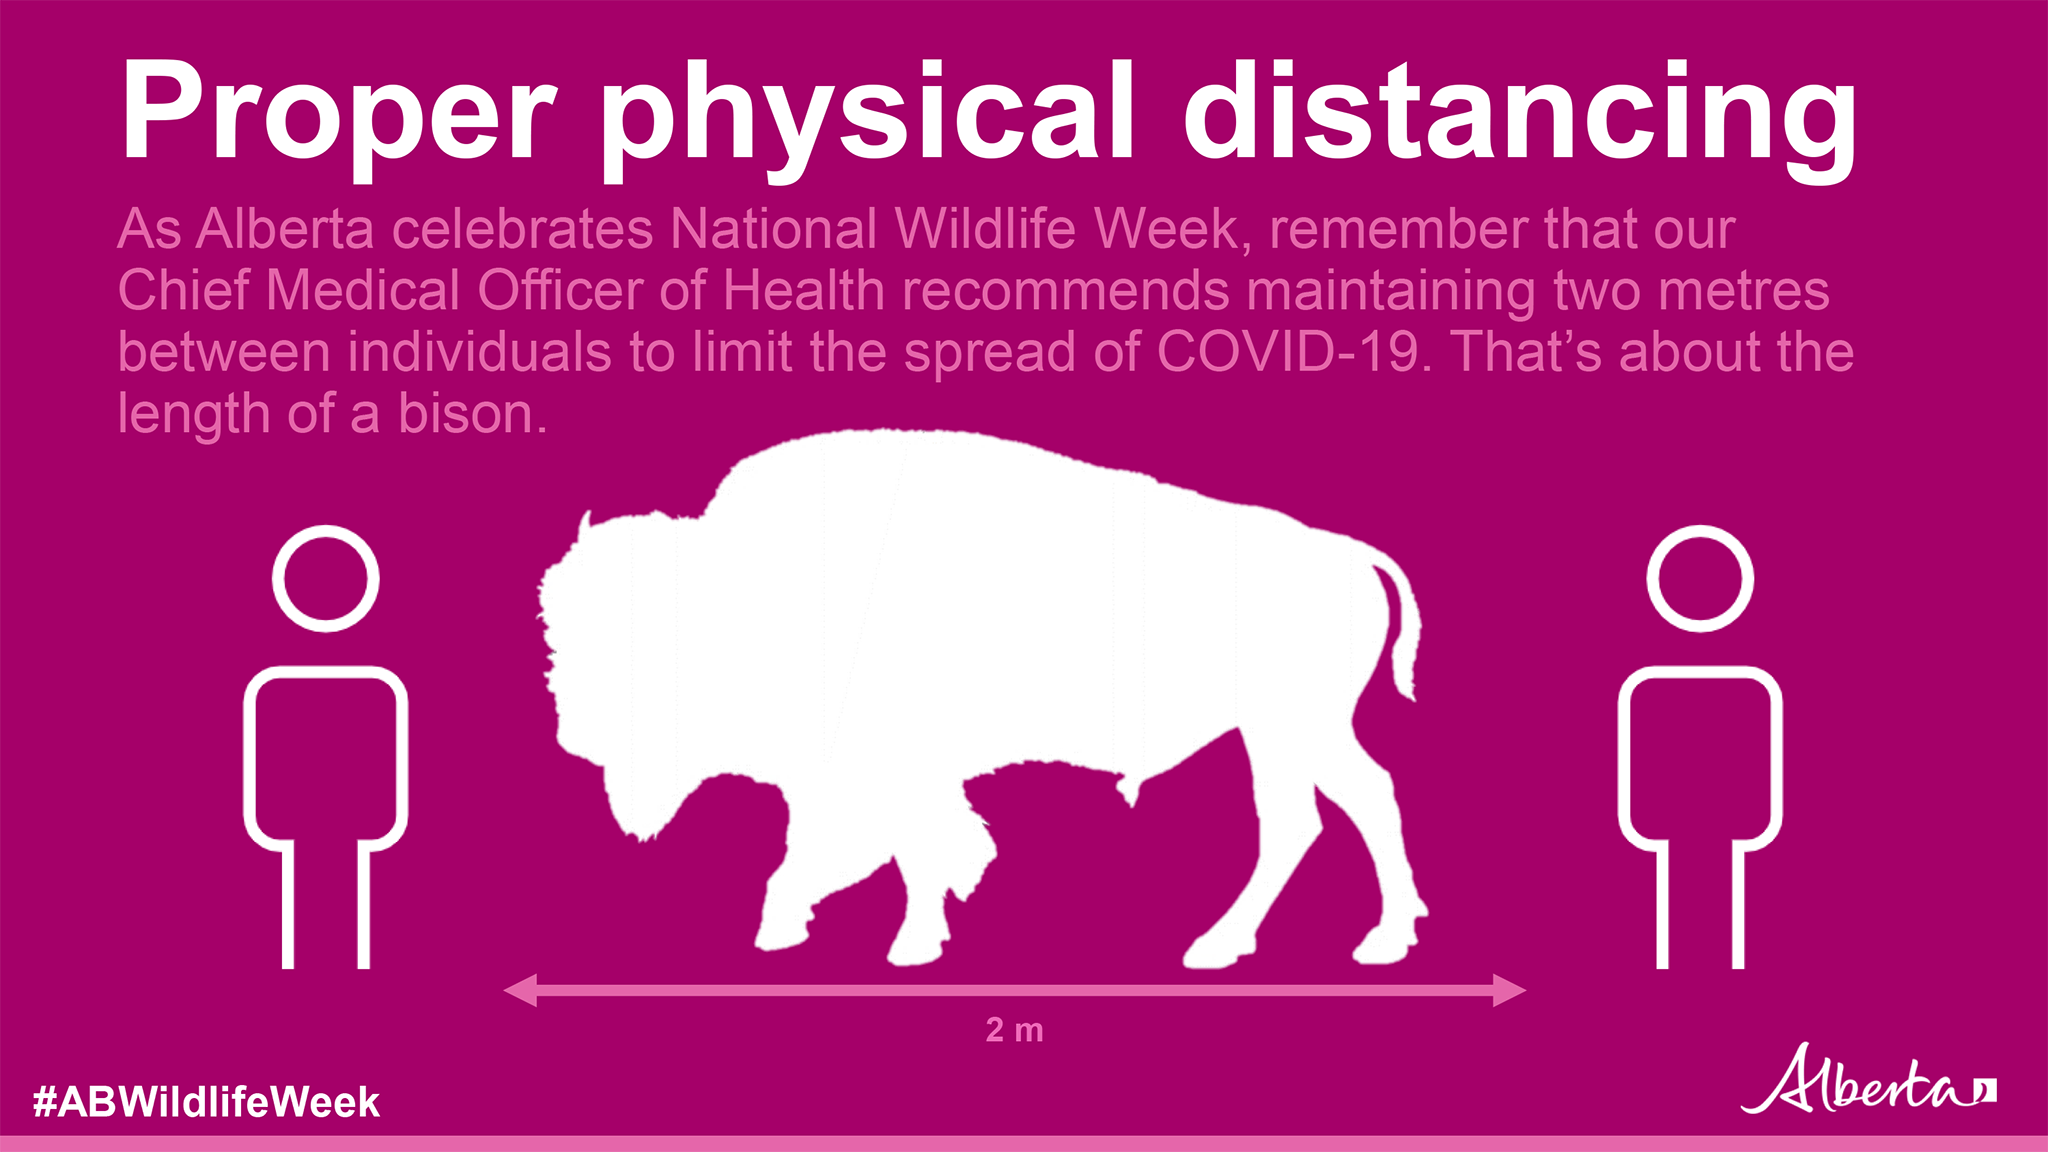 Proper physical distancing
As Alberta celebrates National Wildlife Week, remember that our
Chief Medical Officer of Health recommends maintaining two metres
between individuals to limit the spread of COVID-19. That’s about the
length of a bison.
2 m
#ABWildlifeWeek
Alberta